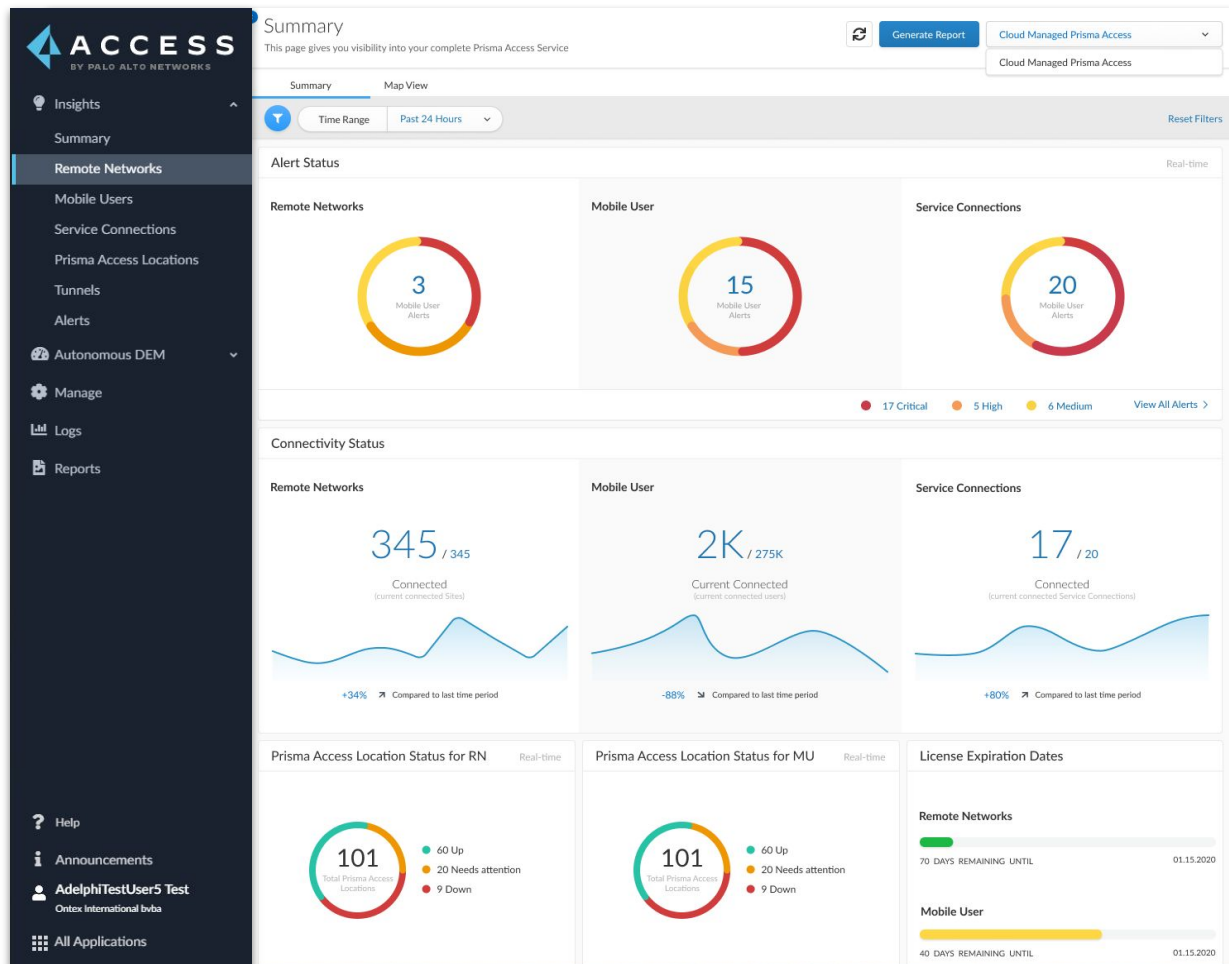 ACCESS
BY PALO ALTO NETWORKS
Insights
Summary
Remote Networks
Mobile Users
Service Connections
Prisma Access Locations
Tunnels
Alerts
Autonomous DEM
Manage
Logs
Reports
Help
Announcements
AdelphiTestUser5 Test
Ontex International bvba
All Applications
Summary
This page gives you visibility into your complete Prisma Access Service
Generate Report
Cloud Managed Prisma Access
Cloud Managed Prisma Access
Summary Map View
Time Range Past 24 Hours
Reset Filters
Alert Status Real-time
Remote Networks
3
Mobile User
Alerts
Mobile User
15
Mobile User
Alerts
Service Connections
20
Mobile User
Alerts
17 Critical 5 High 6 Medium View All Alerts >
Connectivity Status
Remote Networks
345 / 345
Connected
(current connected Sites)
+34% Compared to last time period
Mobile User
2K / 275K
Current Connected
(current connected users)
-88% Compared to last time period
Service Connections
17 / 20
Connected
(current connected Service Connections)
+80% Compared to last time period
Prisma Access Location Status for RN Real-time
101
Total Prisma Access
Locations
60 Up
20 Needs attention
9 Down
Prisma Access Location Status for MU Real-time
101
Total Prisma Access
Locations
60 Up
20 Needs attention
9 Down
License Expiration Dates
Remote Networks
70 DAYS REMAINING UNTIL 01.15.2020
Mobile User
40 DAYS REMAINING UNTIL 01.15.2020